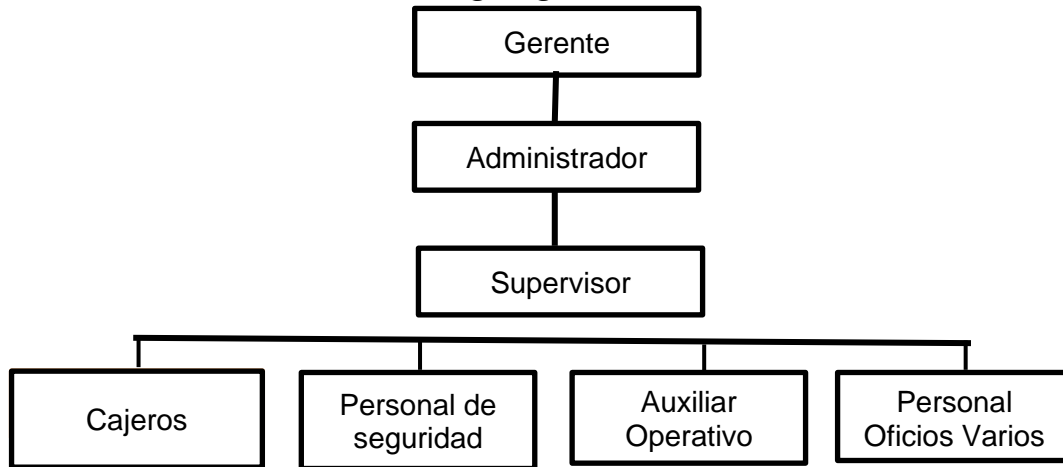 Gerente
Administrador
Supervisor
Cajeros
Personal de
seguridad
Auxiliar
Operativo
Personal
Oficios Varios